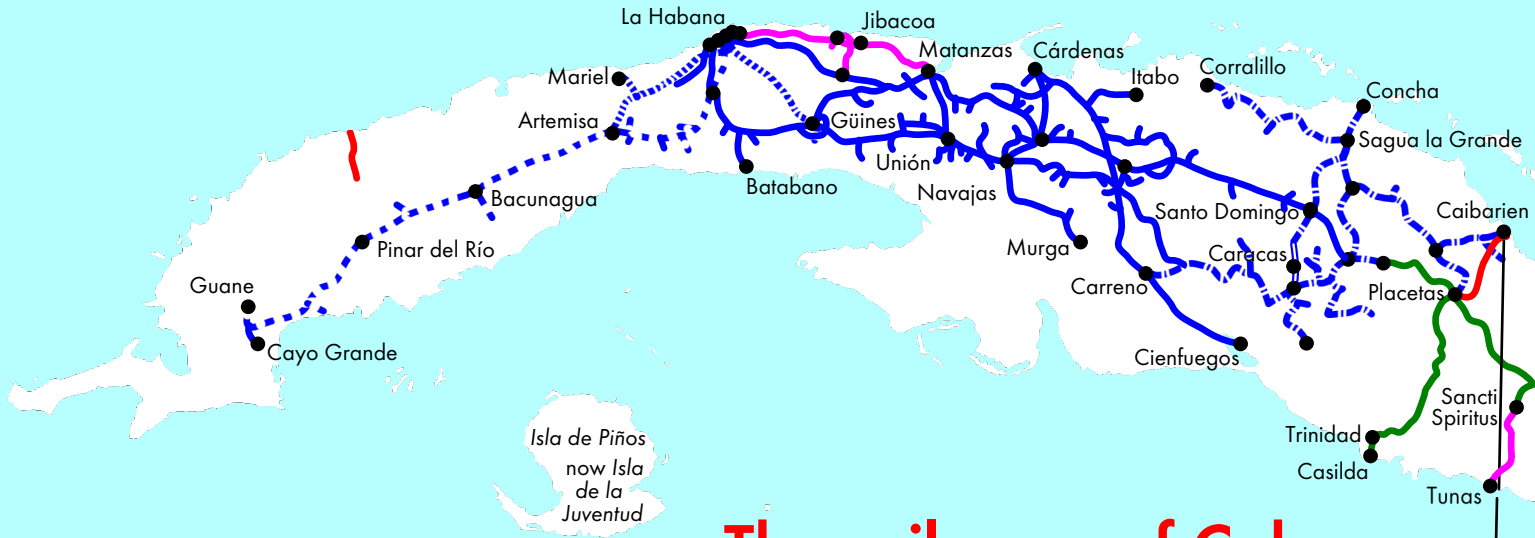 La Habana
Jibacoa
Matanzas
Cárdenas
Itabo
Corralillo
Concha
Mariel
Artemisa
Güines
Unión
Sagua la Grande
Batabano
Navajas
Bacunagua
Santo Domingo
Caibarien
Pinar del Río
Murga
Caracas
Guane
Carreno
Placetas
Cayo Grande
Cienfuegos
Sancti
Spiritus
Isla de Piños
now Isla
de la
Juventud
Trinidad
Casilda
Tunas